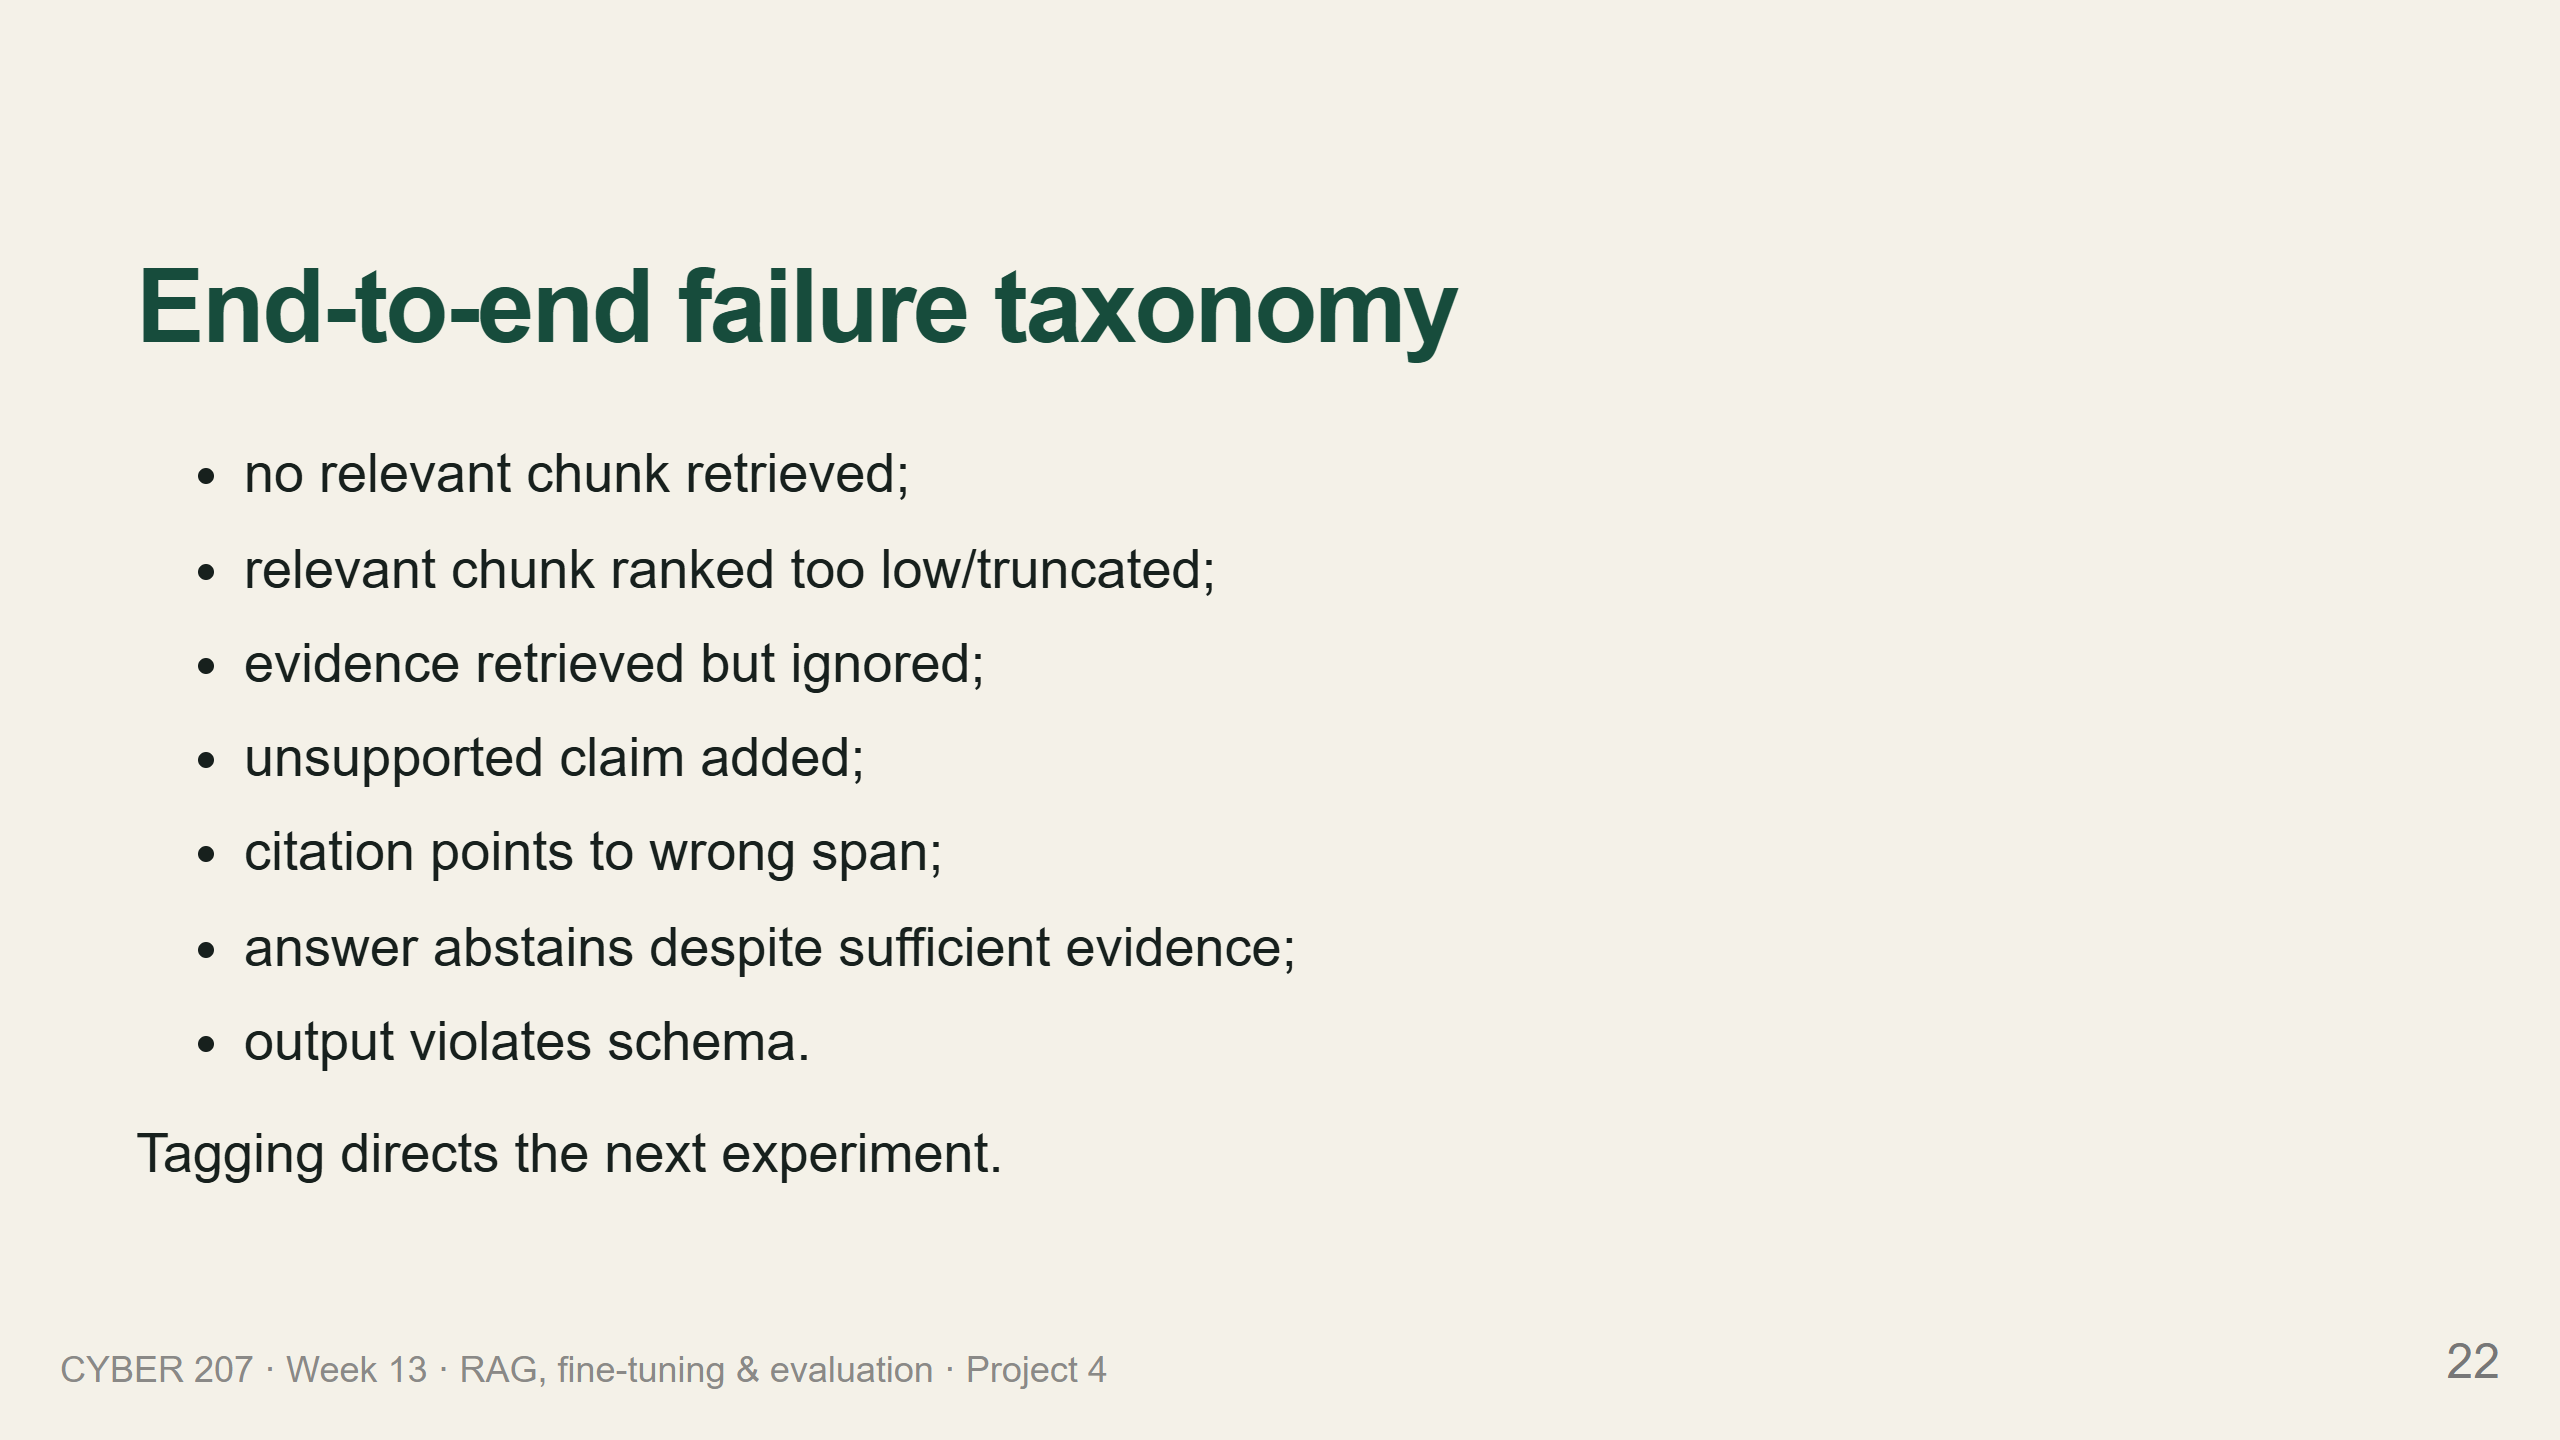 End-to-end failure taxonomy
• no relevant chunk retrieved;
• relevant chunk ranked too low/truncated;
• evidence retrieved but ignored;
• unsupported claim added;
• citation points to wrong span;
• answer abstains despite sufficient evidence;
• output violates schema.
Tagging directs the next experiment.
CYBER 207 · Week 13 · RAG, fine-tuning & evaluation · Project 4
22